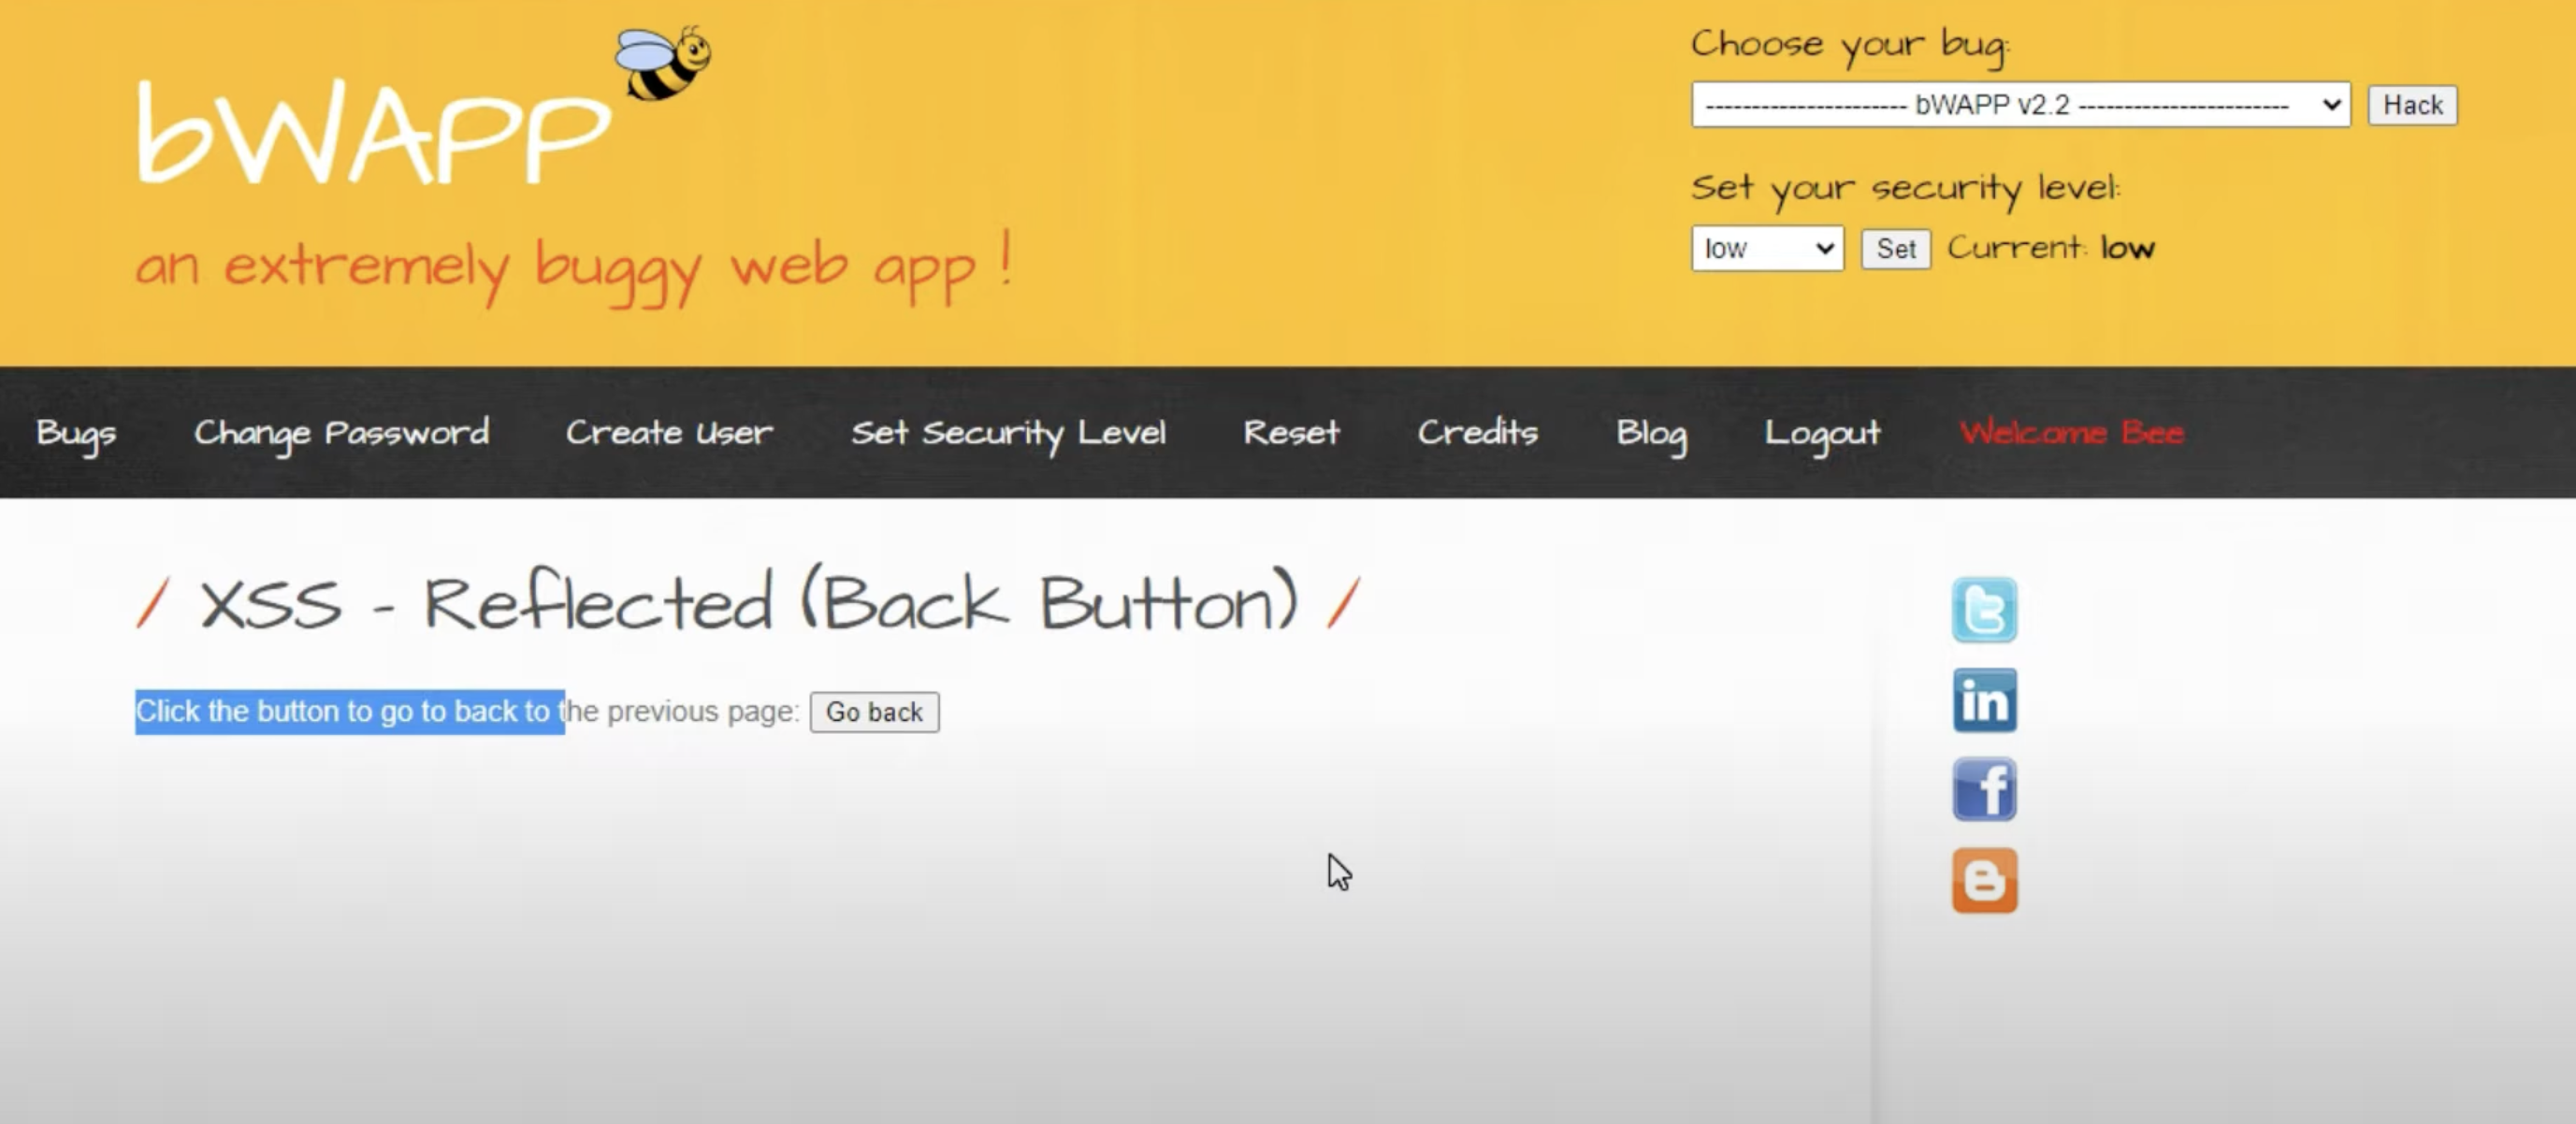 bWAPP
an extremely buggy web app !
Choose your bug:
---------------------- bWAPP v2.2 -----------------------
Hack
Set your security level:
low
Set
Current: low
Bugs
Change Password
Create User
Set Security Level
Reset
Credits
Blog
Logout
Welcome Bee
/ XSS - Reflected (Back Button) /
Click the button to go to back to the previous page:
Go back